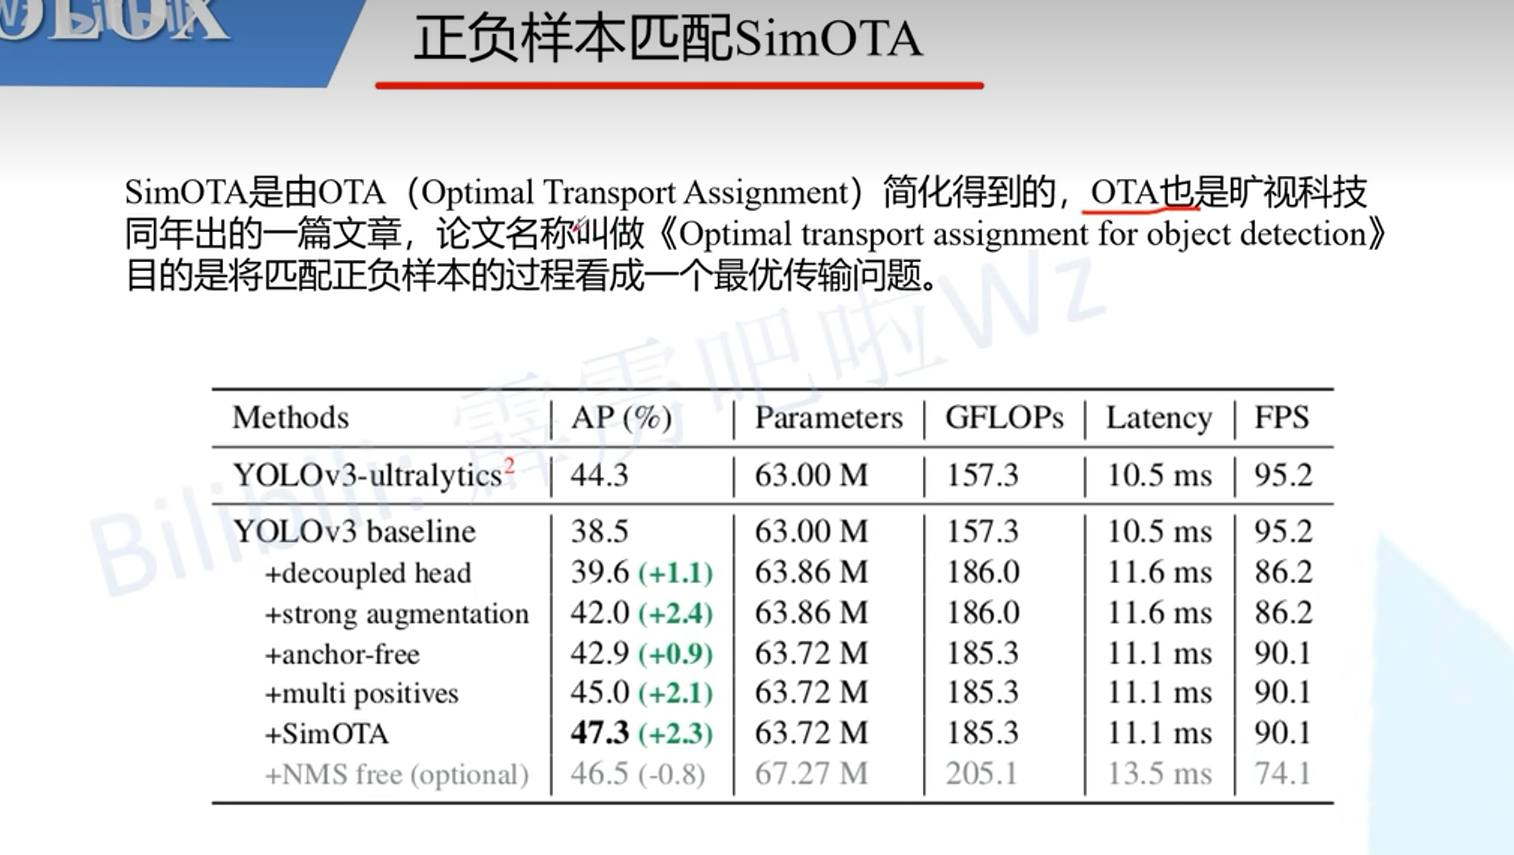 OLOX
正负样本匹配SimOTA
SimOTA是由OTA（Optimal Transport Assignment）简化得到的，OTA也是旷视科技
同年出的一篇文章，论文名称叫做《Optimal transport assignment for object detection》
目的是将匹配正负样本的过程看成一个最优传输问题。
Bilibili: 霹雳吧啦Wz
Methods AP (%) Parameters GFLOPs Latency FPS
YOLOv3-ultralytics2 44.3 63.00 M 157.3 10.5 ms 95.2
YOLOv3 baseline 38.5 63.00 M 157.3 10.5 ms 95.2
+decoupled head 39.6 (+1.1) 63.86 M 186.0 11.6 ms 86.2
+strong augmentation 42.0 (+2.4) 63.86 M 186.0 11.6 ms 86.2
+anchor-free 42.9 (+0.9) 63.72 M 185.3 11.1 ms 90.1
+multi positives 45.0 (+2.1) 63.72 M 185.3 11.1 ms 90.1
+SimOTA 47.3 (+2.3) 63.72 M 185.3 11.1 ms 90.1
+NMS free (optional) 46.5 (-0.8) 67.27 M 205.1 13.5 ms 74.1